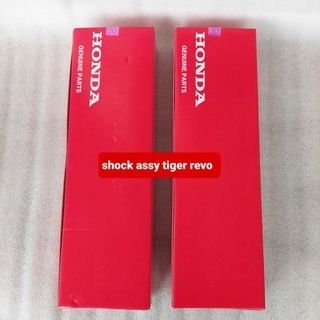 HONDA
GENUINE PARTS
HONDA
GENUINE PARTS
shock assy tiger revo